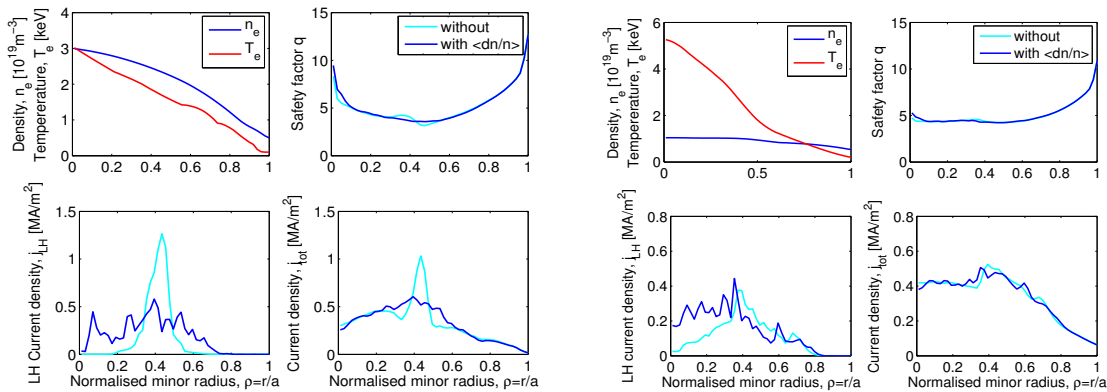 Density, n_e [10^19 m^-3]
Temperature, T_e [keV]
4
3
2
1
0
0 0.2 0.4 0.6 0.8 1
n_e
T_e
Safety factor q
15
10
5
0
0 0.2 0.4 0.6 0.8 1
without
with <dn/n>
Density, n_e [10^19 m^-3]
Temperature, T_e [keV]
6
4
2
0
0 0.5 1
n_e
T_e
Safety factor q
15
10
5
0
0 0.2 0.4 0.6 0.8 1
without
with <dn/n>
LH Current density, j_LH [MA/m^2]
1.5
1
0.5
0
0 0.2 0.4 0.6 0.8 1
Normalised minor radius, ρ=r/a
Current density, j_tot [MA/m^2]
1.5
1
0.5
0
0 0.2 0.4 0.6 0.8 1
Normalised minor radius, ρ=r/a
LH Current density, j_LH [MA/m^2]
0.8
0.6
0.4
0.2
0
0 0.2 0.4 0.6 0.8 1
Normalised minor radius, ρ=r/a
Current density, j_tot [MA/m^2]
0.8
0.6
0.4
0.2
0
0 0.2 0.4 0.6 0.8 1
Normalised minor radius, ρ=r/a